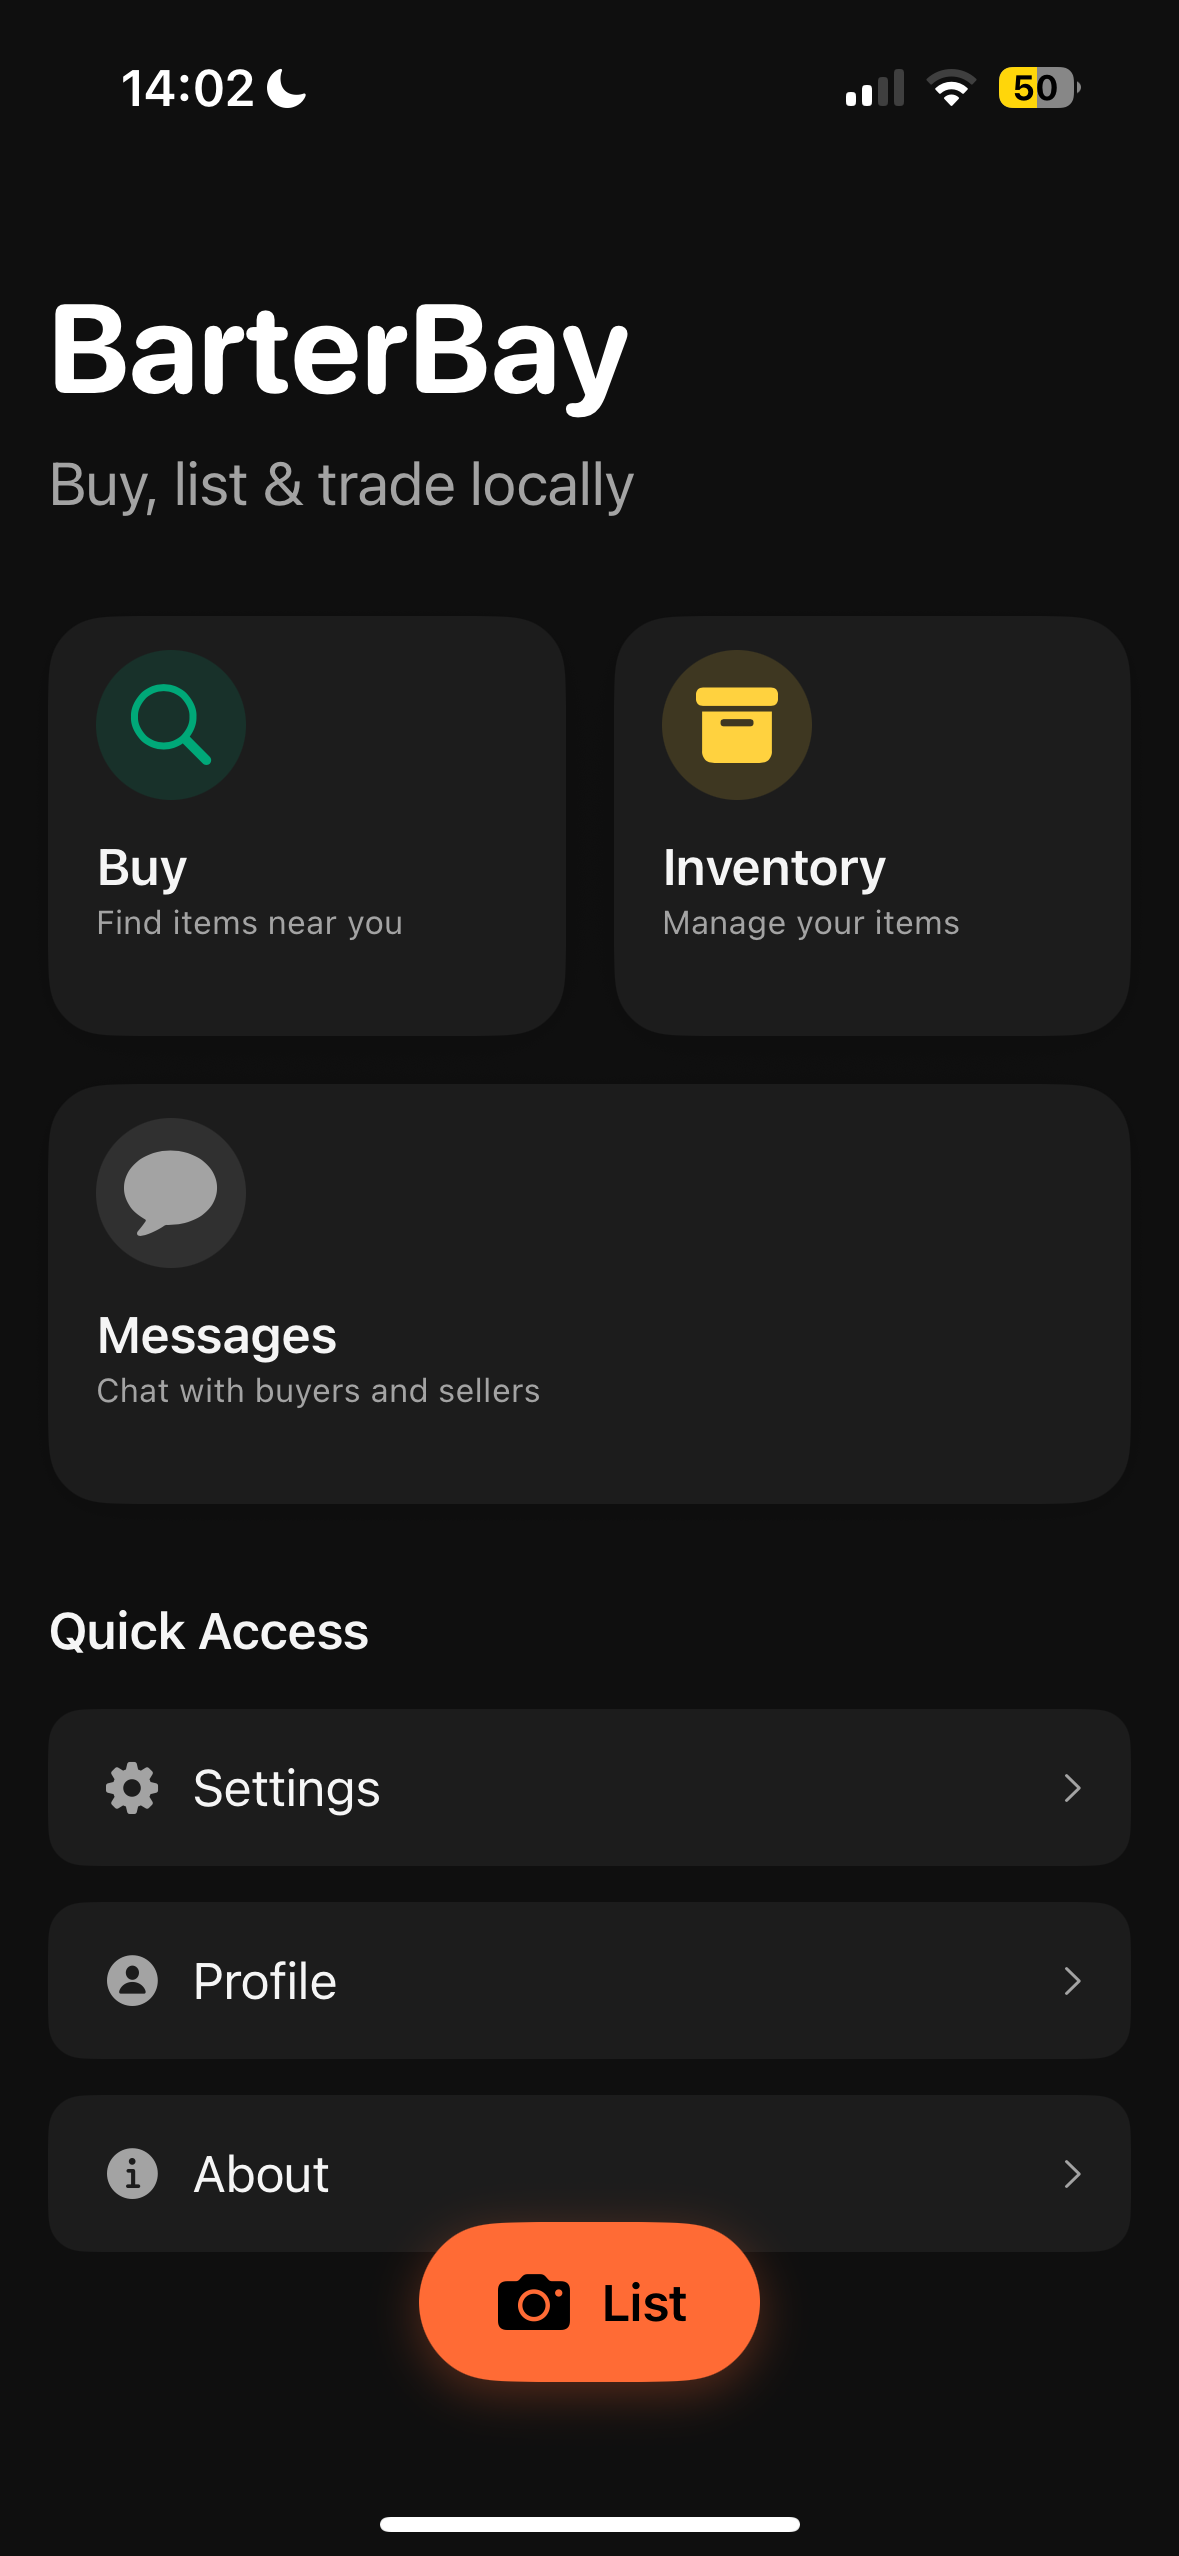 14:02
50
BarterBay
Buy, list & trade locally
Buy
Find items near you
Inventory
Manage your items
Messages
Chat with buyers and sellers
Quick Access
Settings
Profile
About
List